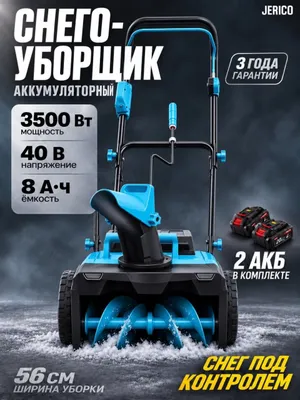 JERICO
СНЕГО-
УБОРЩИК
АККУМУЛЯТОРНЫЙ
3 ГОДА
ГАРАНТИИ
3500 Вт
МОЩНОСТЬ
40 В
НАПРЯЖЕНИЕ
8 А·ч
ЁМКОСТЬ
2 АКБ
В КОМПЛЕКТЕ
56 СМ
ШИРИНА УБОРКИ
СНЕГ ПОД
КОНТРОЛЕМ